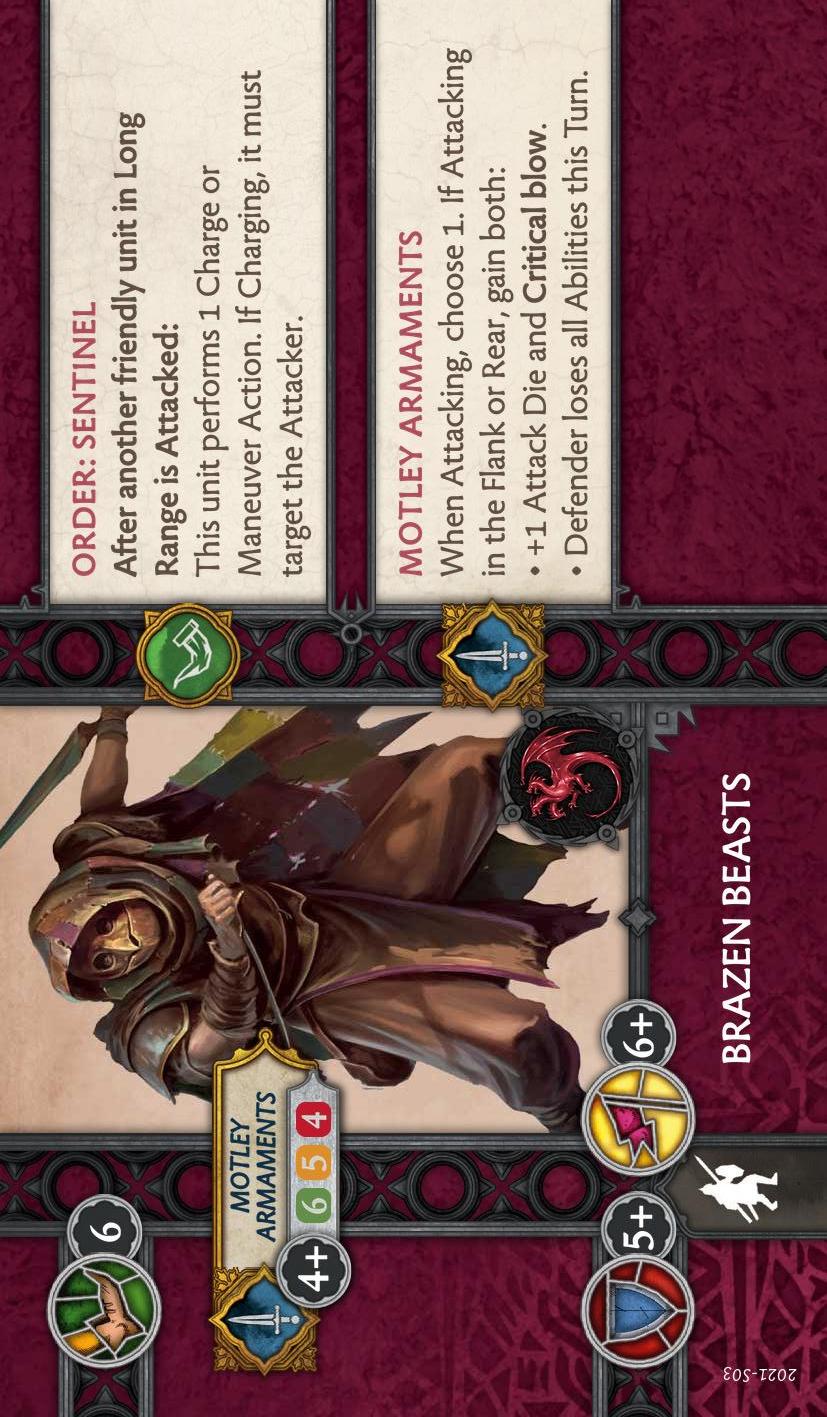 6
MOTLEY
ARMAMENTS
4+
6 5 4
5+
6+
BRAZEN BEASTS
ORDER: SENTINEL
After another friendly unit in Long
Range is Attacked:
This unit performs 1 Charge or
Maneuver Action. If Charging, it must
target the Attacker.
MOTLEY ARMAMENTS
When Attacking, choose 1. If Attacking
in the Flank or Rear, gain both:
• +1 Attack Die and Critical blow.
• Defender loses all Abilities this Turn.
2021-S03